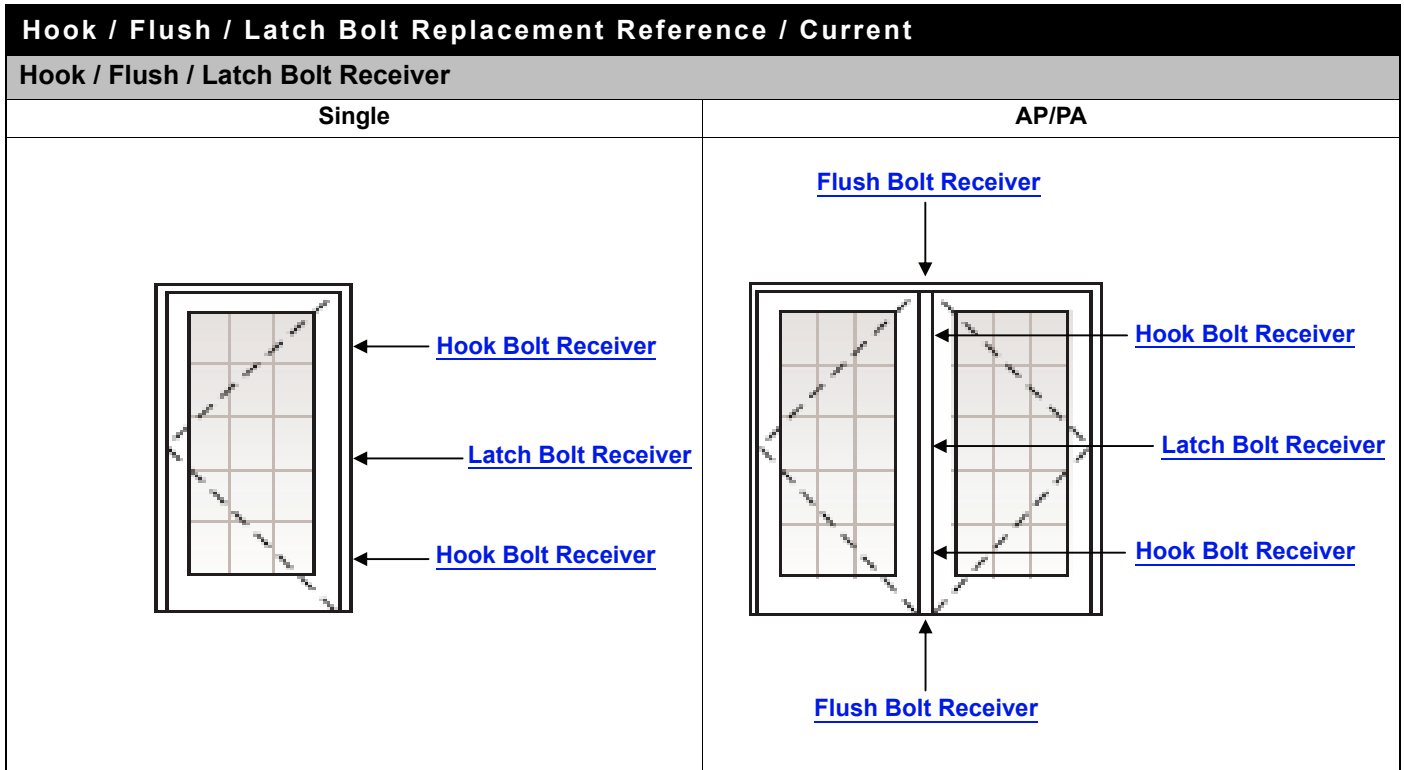 Hook / Flush / Latch Bolt Replacement Reference / Current
Hook / Flush / Latch Bolt Receiver
Single
AP/PA
Hook Bolt Receiver
Latch Bolt Receiver
Hook Bolt Receiver
Flush Bolt Receiver
Hook Bolt Receiver
Latch Bolt Receiver
Hook Bolt Receiver
Flush Bolt Receiver